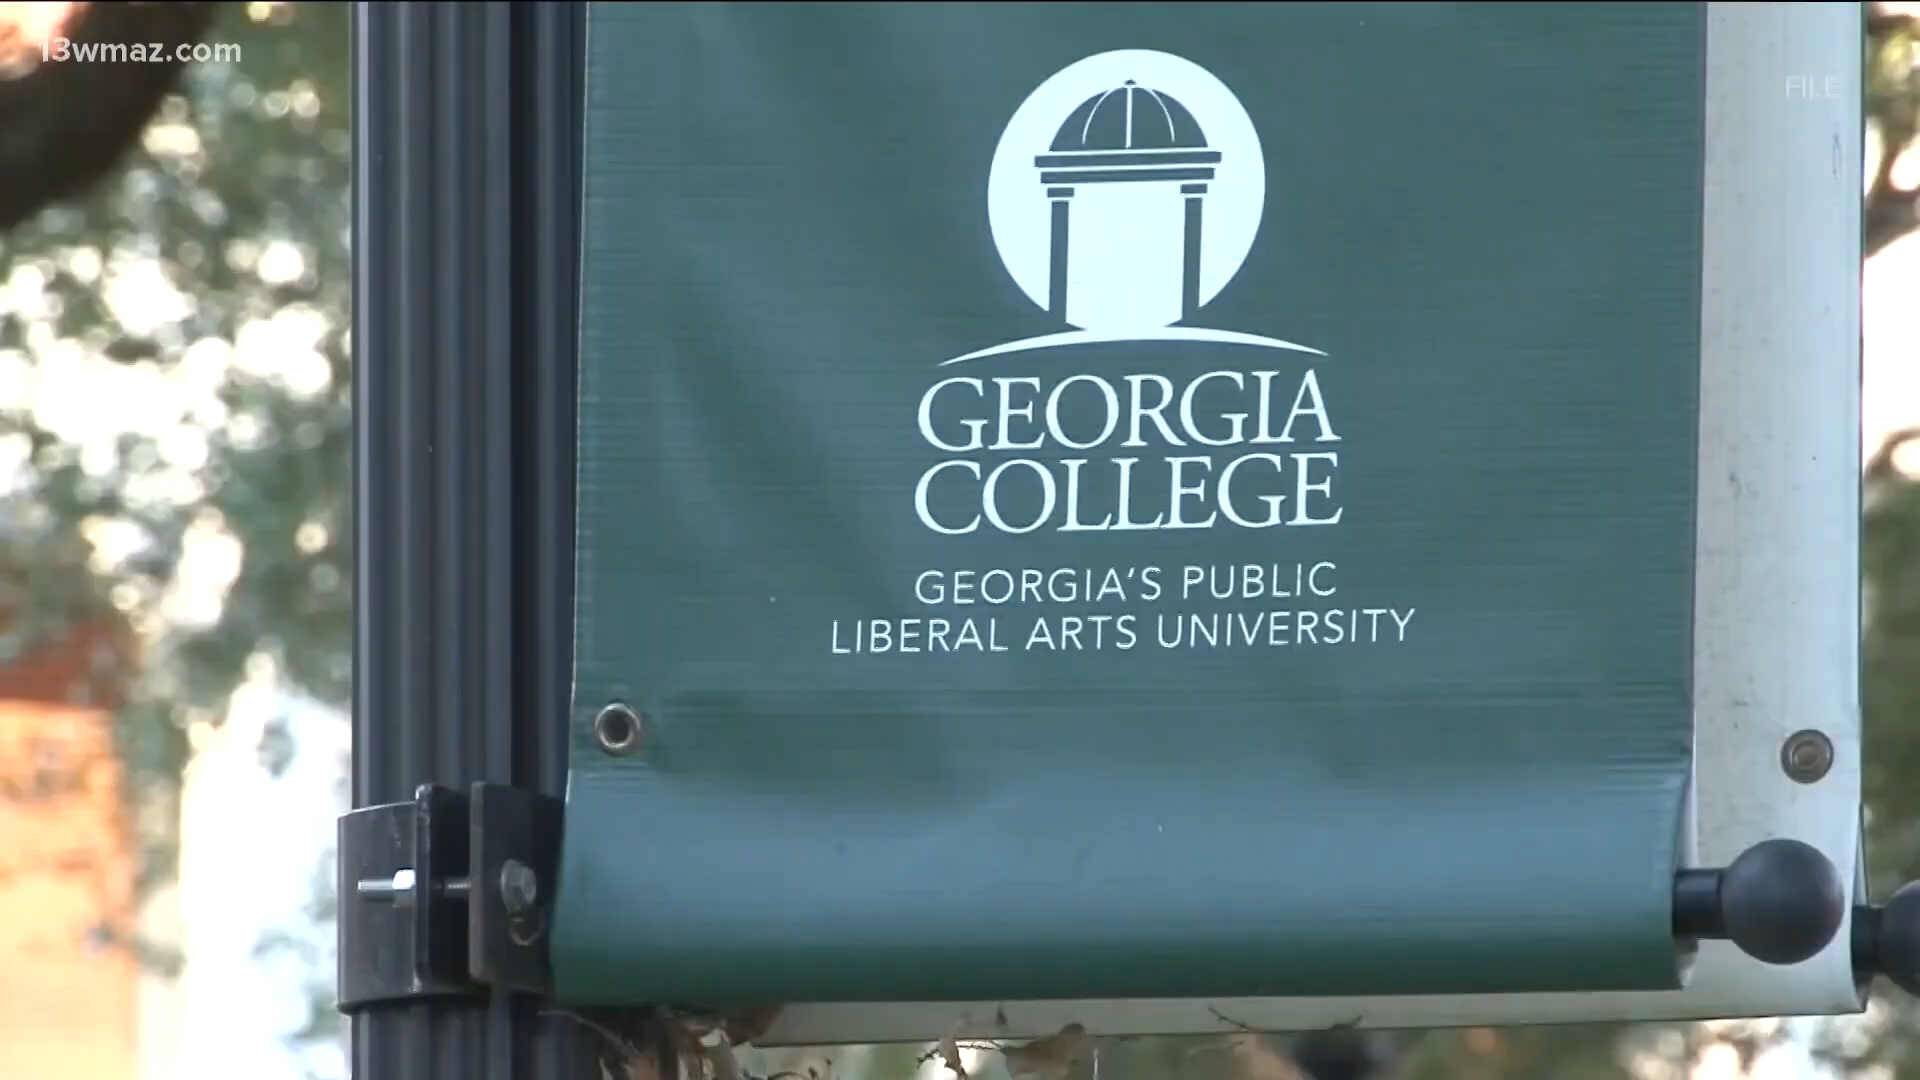 13wmaz.com
FILE
GEORGIA
COLLEGE
GEORGIA'S PUBLIC
LIBERAL ARTS UNIVERSITY